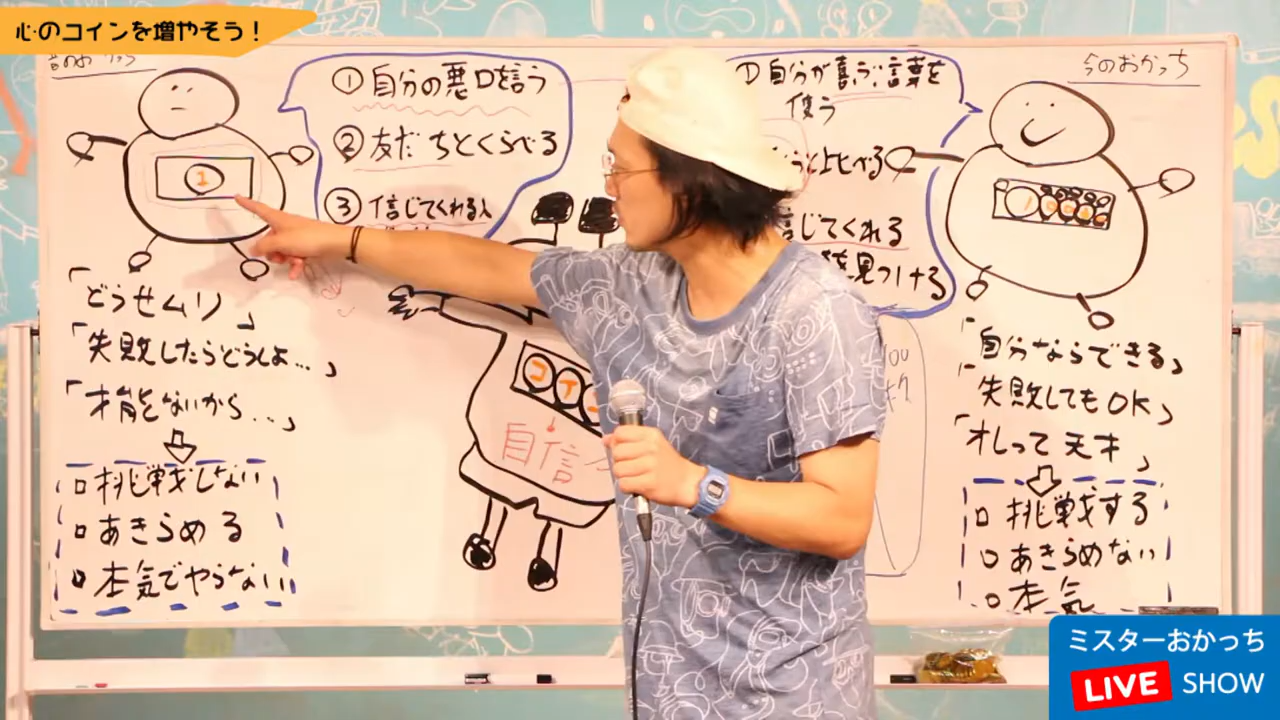 心のコインを増やそう！
①自分の悪口を言う
②友だちとくらべる
③信じてくれる人
1
「どうせムリ」
「失敗したらどうしよ…」
「才能ないから…」
挑戦しない
あきらめる
本気でやらない
コイ
自信
①自分が喜ぶ言葉を
使う
と比べる
信じてくれる
見つける
100
今のおかっち
「自分ならできる」
「失敗してもOK」
「オレって天才」
挑戦する
あきらめない
本気
ミスターおかっち
LIVE SHOW